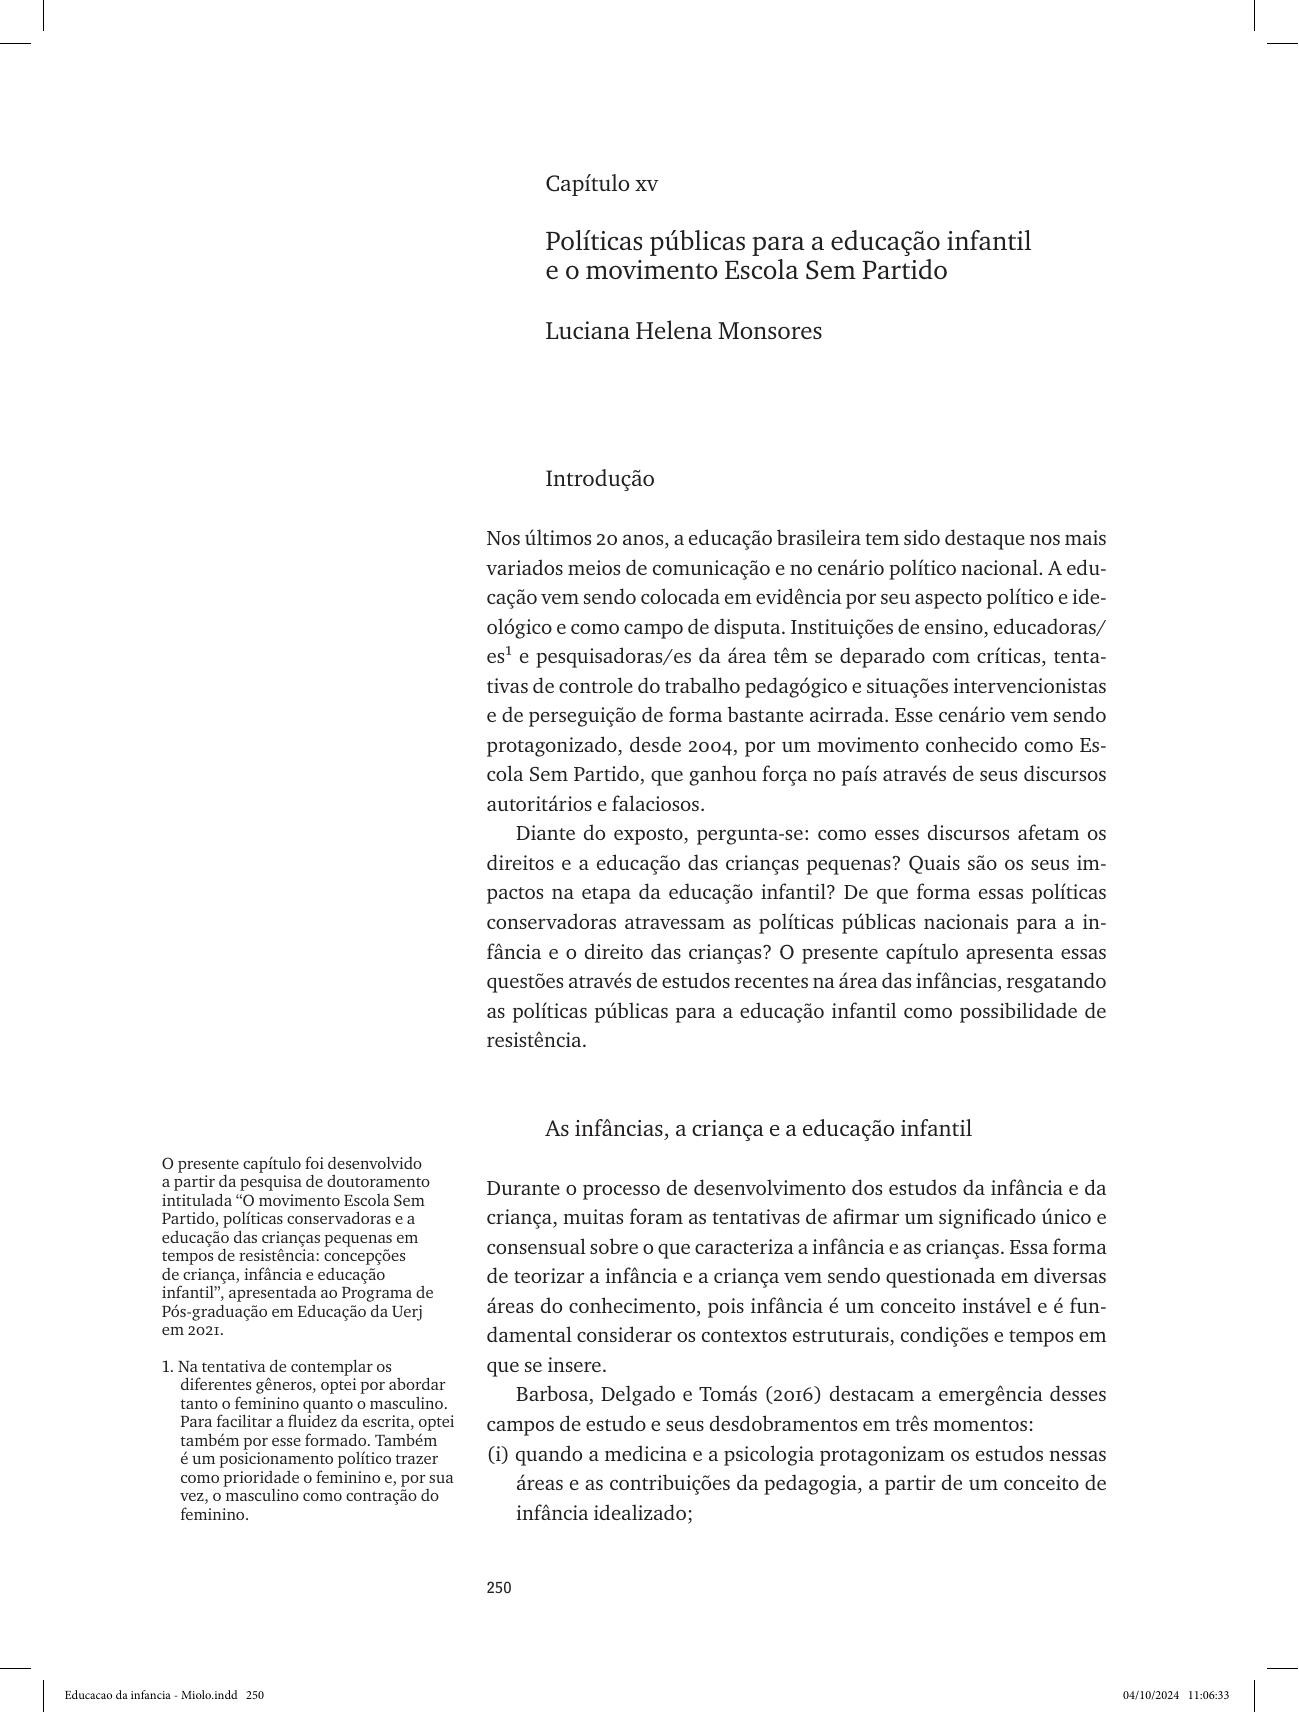 Capítulo xv
Políticas públicas para a educação infantil
e o movimento Escola Sem Partido
Luciana Helena Monsores
Introdução
Nos últimos 20 anos, a educação brasileira tem sido destaque nos mais
variados meios de comunicação e no cenário político nacional. A edu-
cação vem sendo colocada em evidência por seu aspecto político e ide-
ológico e como campo de disputa. Instituições de ensino, educadoras/
es¹ e pesquisadoras/es da área têm se deparado com críticas, tenta-
tivas de controle do trabalho pedagógico e situações intervencionistas
e de perseguição de forma bastante acirrada. Esse cenário vem sendo
protagonizado, desde 2004, por um movimento conhecido como Es-
cola Sem Partido, que ganhou força no país através de seus discursos
autoritários e falaciosos.
Diante do exposto, pergunta-se: como esses discursos afetam os
direitos e a educação das crianças pequenas? Quais são os seus im-
pactos na etapa da educação infantil? De que forma essas políticas
conservadoras atravessam as políticas públicas nacionais para a in-
fância e o direito das crianças? O presente capítulo apresenta essas
questões através de estudos recentes na área das infâncias, resgatando
as políticas públicas para a educação infantil como possibilidade de
resistência.
As infâncias, a criança e a educação infantil
Durante o processo de desenvolvimento dos estudos da infância e da
criança, muitas foram as tentativas de afirmar um significado único e
consensual sobre o que caracteriza a infância e as crianças. Essa forma
de teorizar a infância e a criança vem sendo questionada em diversas
áreas do conhecimento, pois infância é um conceito instável e é fun-
damental considerar os contextos estruturais, condições e tempos em
que se insere.
Barbosa, Delgado e Tomás (2016) destacam a emergência desses
campos de estudo e seus desdobramentos em três momentos:
(i) quando a medicina e a psicologia protagonizam os estudos nessas
áreas e as contribuições da pedagogia, a partir de um conceito de
infância idealizado;
O presente capítulo foi desenvolvido
a partir da pesquisa de doutoramento
intitulada “O movimento Escola Sem
Partido, políticas conservadoras e a
educação das crianças pequenas em
tempos de resistência: concepções
de criança, infância e educação
infantil”, apresentada ao Programa de
Pós-graduação em Educação da Uerj
em 2021.
1. Na tentativa de contemplar os
diferentes gêneros, optei por abordar
tanto o feminino quanto o masculino.
Para facilitar a fluidez da escrita, optei
também por esse formado. Também
é um posicionamento político trazer
como prioridade o feminino e, por sua
vez, o masculino como contração do
feminino.
250
Educacao da infancia - Miolo.indd 250
04/10/2024 11:06:33